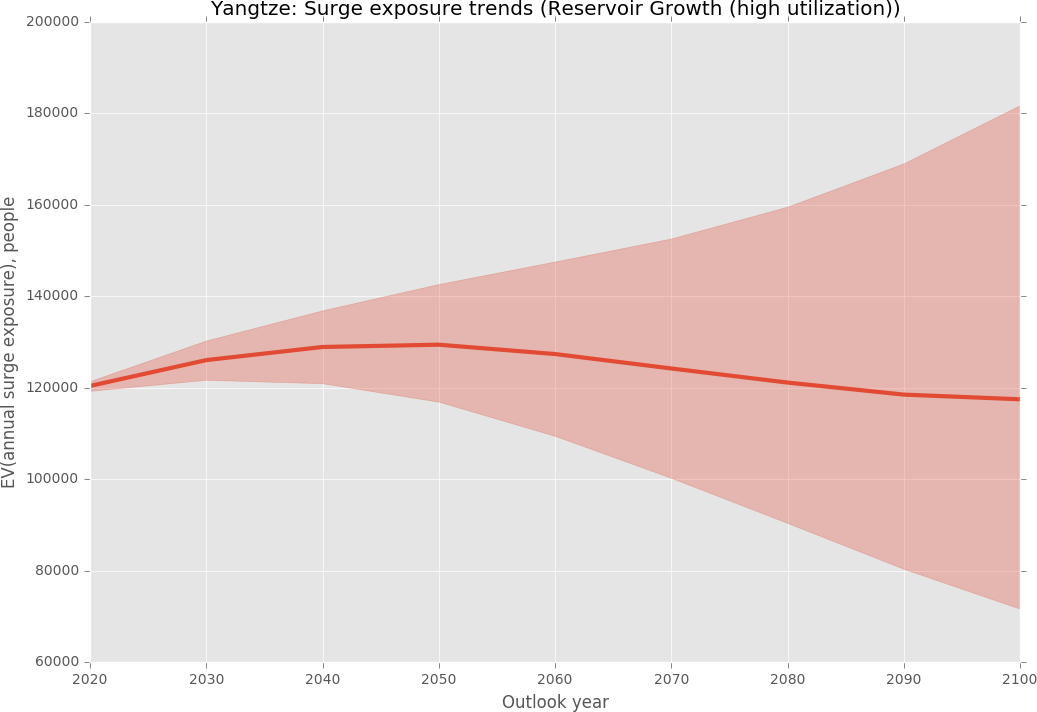 Yangtze: Surge exposure trends (Reservoir Growth (high utilization))
200000
180000
160000
140000
120000
100000
80000
60000
EV(annual surge exposure), people
2020 2030 2040 2050 2060 2070 2080 2090 2100
Outlook year